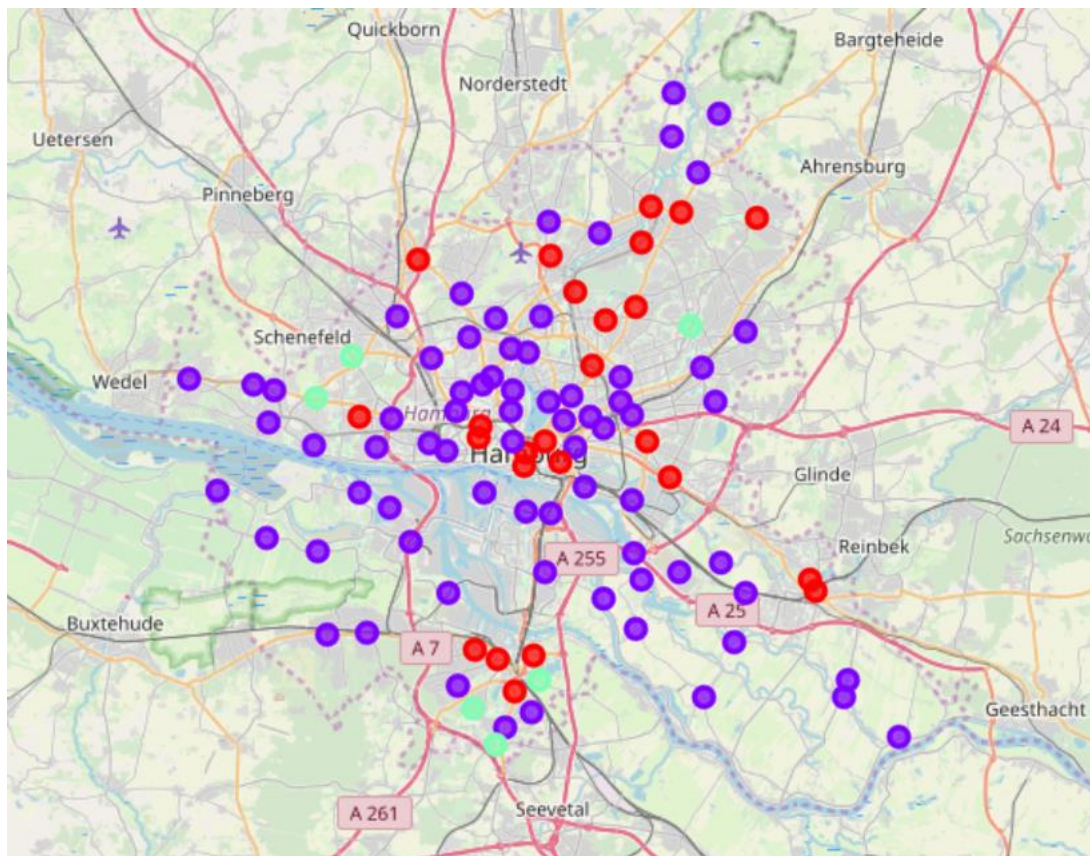 Quickborn
Bargteheide
Norderstedt
Uetersen
Ahrensburg
Pinneberg
Schenefeld
Wedel
Hamburg
A 24
Hamburg
Glinde
Sachsenwa
Reinbek
A 255
A 25
Buxtehude
A 7
Geesthacht
A 261
Seevetal